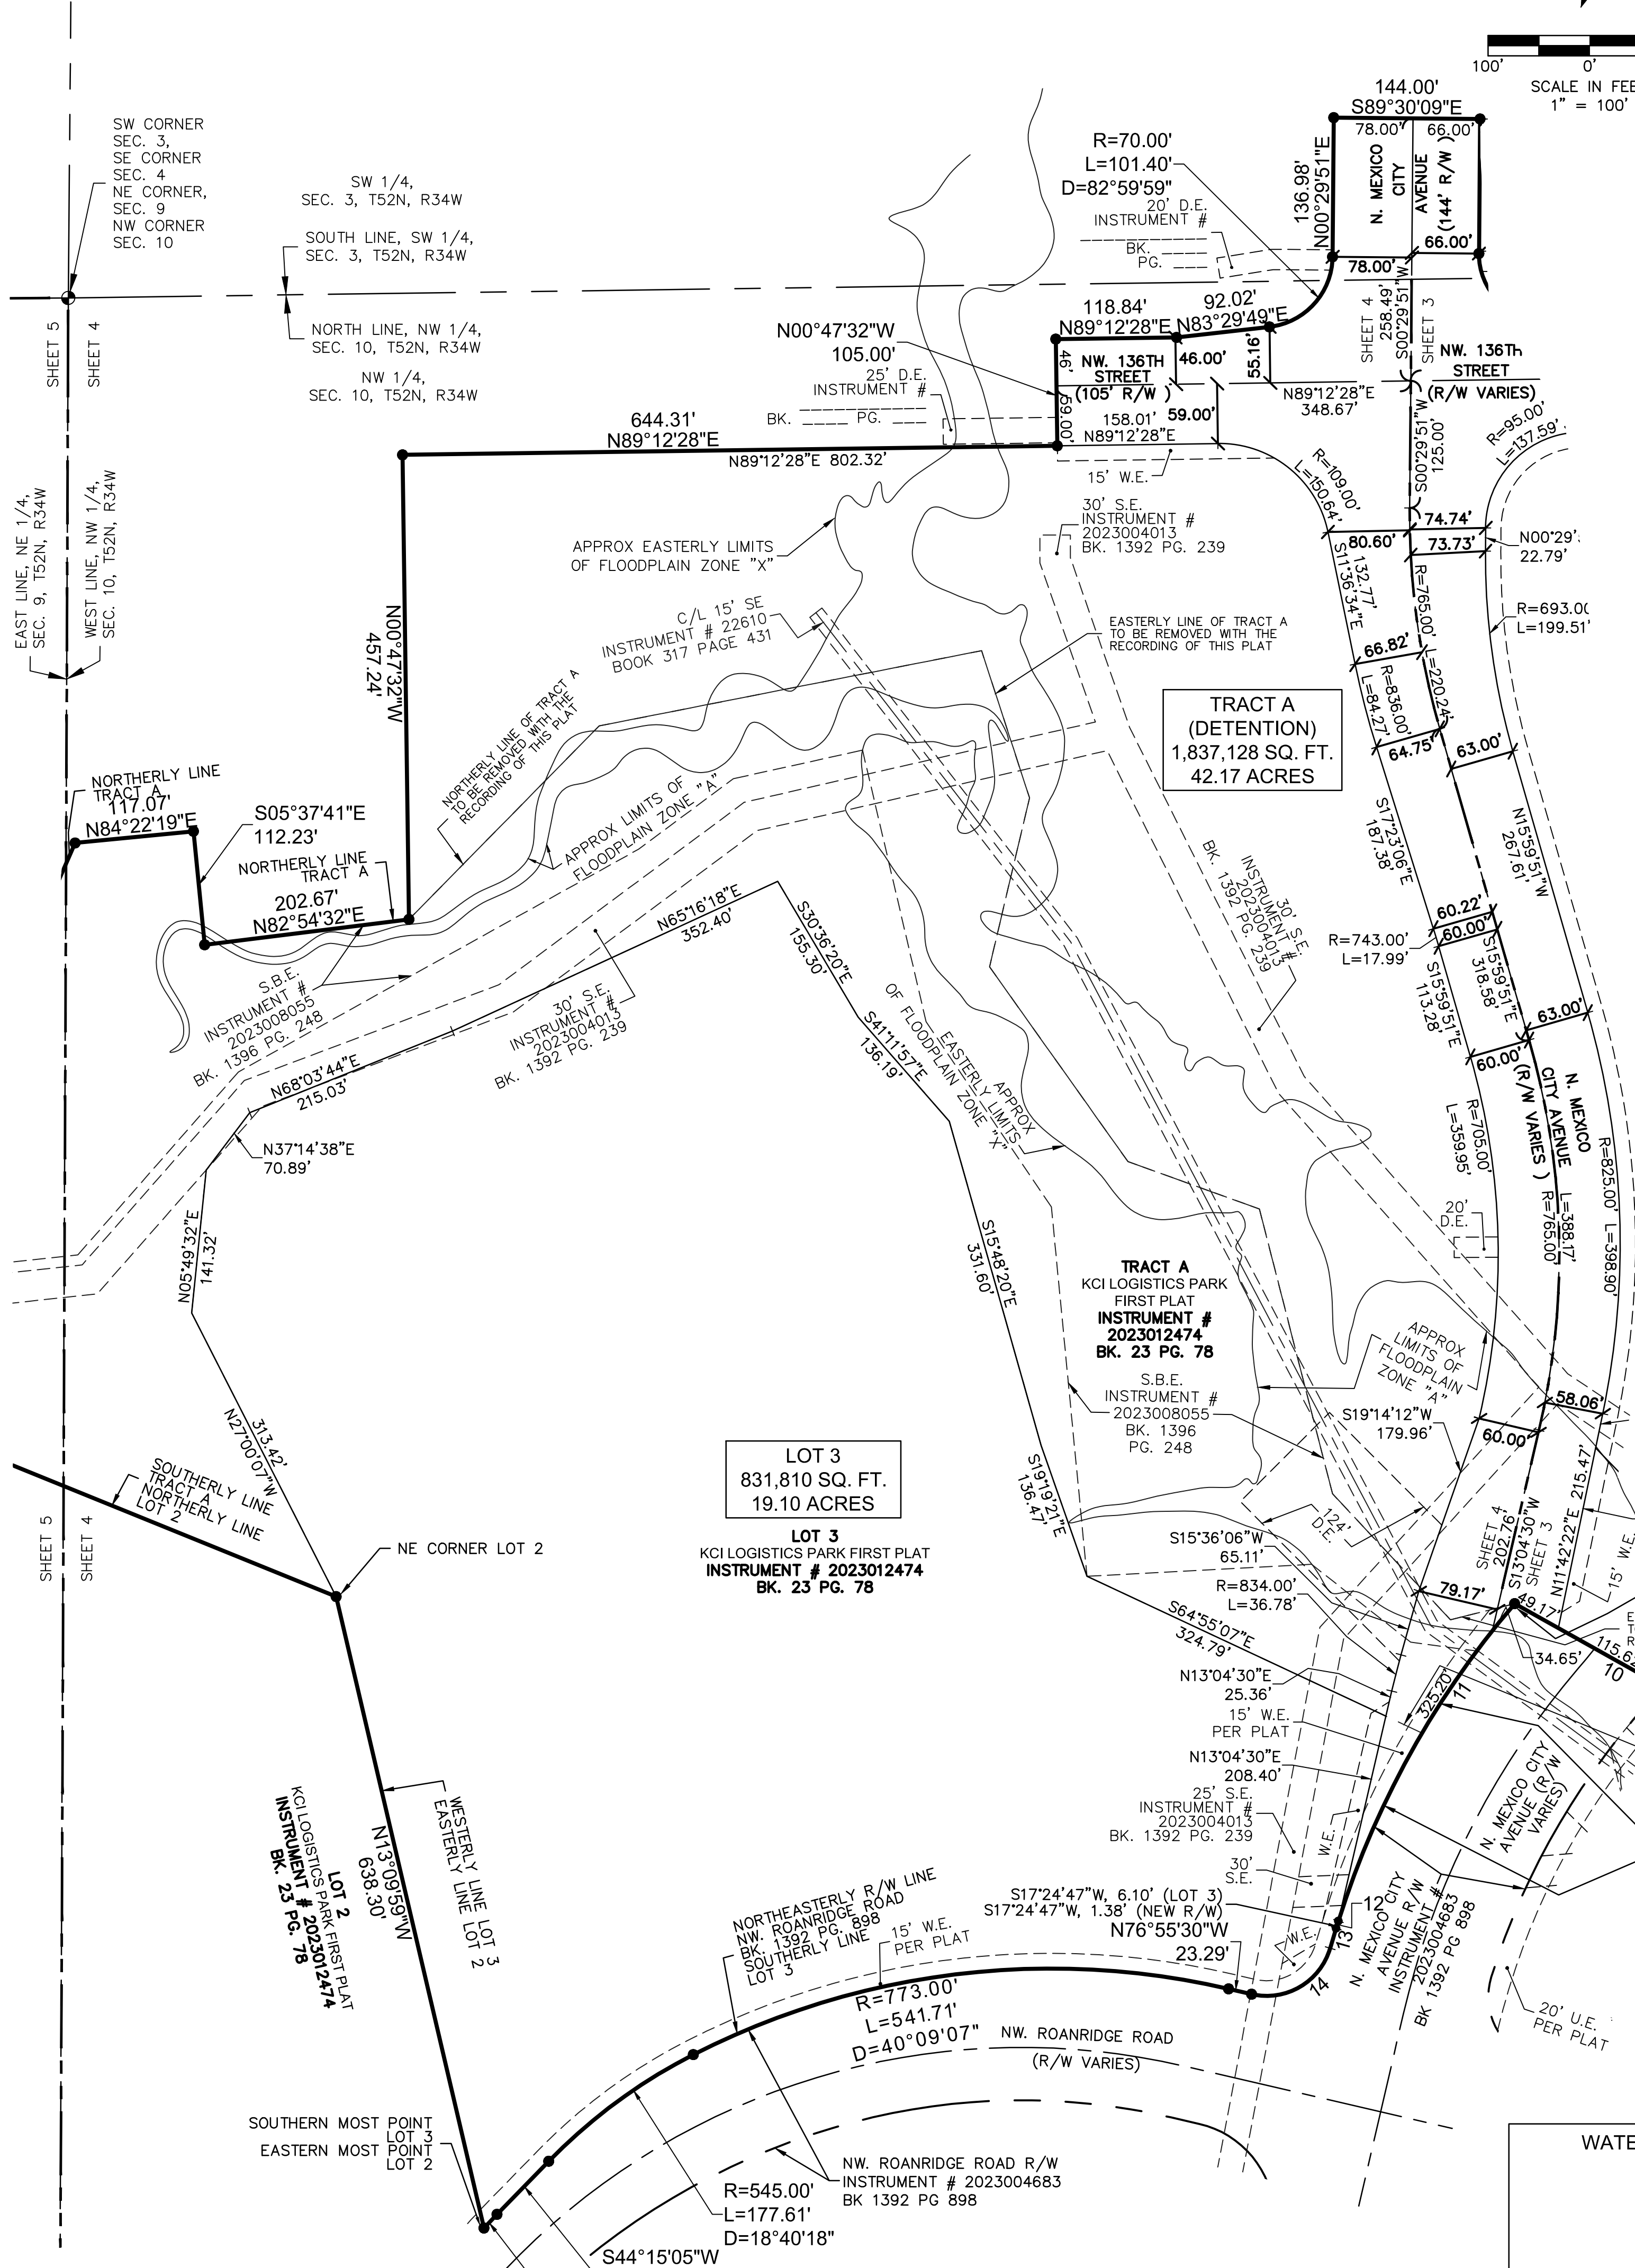 100'
0'
SCALE IN FEE
1" = 100'
144.00'
S89°30'09"E
78.00'
66.00'
136.98'
N00°29'51"E
N. MEXICO
CITY
AVENUE
(144' R/W )
66.00'
78.00'
SW CORNER
SEC. 3,
SE CORNER
SEC. 4
NE CORNER,
SEC. 9
NW CORNER
SEC. 10
SW 1/4,
SEC. 3, T52N, R34W
SOUTH LINE, SW 1/4,
SEC. 3, T52N, R34W
NORTH LINE, NW 1/4,
SEC. 10, T52N, R34W
NW 1/4,
SEC. 10, T52N, R34W
SHEET 5
SHEET 4
R=70.00'
L=101.40'
D=82°59'59"
20' D.E.
INSTRUMENT #
BK.
PG.
118.84'
N89°12'28"E
92.02'
N83°29'49"E
N00°47'32"W
105.00'
25' D.E.
INSTRUMENT #
BK. ____ PG. ___
46'
59.00'
NW. 136TH
STREET
(105' R/W )
46.00'
55.16'
158.01'
N89°12'28"E
59.00'
N89°12'28"E
348.67'
SHEET 4
258.49'
S00°29'51"W
SHEET 3
NW. 136Th
STREET
(R/W VARIES)
S00°29'51"W
125.00'
R=95.00'
L=137.59'
644.31'
N89°12'28"E
N89°12'28"E 802.32'
15' W.E.
R=109.00'
L=150.64'
30' S.E.
INSTRUMENT #
2023004013
BK. 1392 PG. 239
74.74'
80.60'
73.73'
N00°29'
22.79'
S11°36'34"E
132.77'
R=765.00'
L=220.24'
R=693.00
L=199.51'
EAST LINE, NE 1/4,
SEC. 9, T52N, R34W
WEST LINE, NW 1/4,
SEC. 10, T52N, R34W
APPROX EASTERLY LIMITS
OF FLOODPLAIN ZONE "X"
C/L 15' SE
INSTRUMENT # 22610
BOOK 317 PAGE 431
EASTERLY LINE OF TRACT A
TO BE REMOVED WITH THE
RECORDING OF THIS PLAT
N00°47'32"W
457.24'
66.82'
R=836.00'
L=84.27'
64.75'
63.00'
TRACT A
(DETENTION)
1,837,128 SQ. FT.
42.17 ACRES
NORTHERLY LINE OF TRACT A
TO BE REMOVED WITH THE
RECORDING OF THIS PLAT
APPROX LIMITS OF
FLOODPLAIN ZONE "A"
NORTHERLY LINE
TRACT A
117.07'
N84°22'19"E
S05°37'41"E
112.23'
NORTHERLY LINE
TRACT A
202.67'
N82°54'32"E
S17°23'06"E
187.38'
N15°59'51"W
267.61'
30' S.E.
INSTRUMENT #
2023004013
BK. 1392 PG. 239
N65°16'18"E
352.40'
S30°36'20"E
155.30'
60.22'
60.00'
R=743.00'
L=17.99'
S15°59'51"E
318.58'
S15°59'51"E
113.28'
63.00'
60.00'
S.B.E.
INSTRUMENT #
2023008055
BK. 1396 PG. 248
30' S.E.
INSTRUMENT #
2023004013
BK. 1392 PG. 239
S41°11'57"E
136.19'
APPROX
EASTERLY LIMITS
OF FLOODPLAIN ZONE "X"
N68°03'44"E
215.03'
N37°14'38"E
70.89'
N. MEXICO
CITY AVENUE
(R/W VARIES )
L=388.17'
R=765.00'
R=705.00'
L=359.95'
R=825.00'
L=398.90'
20'
D.E.
N05°49'32"E
141.32'
S15°48'20"E
331.60'
TRACT A
KCI LOGISTICS PARK
FIRST PLAT
INSTRUMENT #
2023012474
BK. 23 PG. 78
S.B.E.
INSTRUMENT #
2023008055
BK. 1396
PG. 248
APPROX
LIMITS OF
FLOODPLAIN
ZONE "A"
58.06'
S19°14'12"W
179.96'
60.00'
313.42'
N27°00'07"W
SOUTHERLY LINE
TRACT A
NORTHERLY LINE
LOT 2
SHEET 5
SHEET 4
NE CORNER LOT 2
LOT 3
831,810 SQ. FT.
19.10 ACRES
LOT 3
KCI LOGISTICS PARK FIRST PLAT
INSTRUMENT # 2023012474
BK. 23 PG. 78
S19°19'21"E
136.47'
124'
D.E.
S15°36'06"W
65.11'
R=834.00'
L=36.78'
79.17'
SHEET 4
202.76'
S13°04'30"W
SHEET 3
N11°42'22"E 215.47'
15' W.E.
49.17'
34.65'
115.62
10
S64°55'07"E
324.79'
N13°04'30"E
25.36'
15' W.E.
PER PLAT
325.20'
11
N13°04'30"E
208.40'
25' S.E.
INSTRUMENT #
2023004013
BK. 1392 PG. 239
W.E.
30'
S.E.
N. MEXICO CITY
AVENUE (R/W
VARIES)
WESTERLY LINE LOT 3
EASTERLY LINE LOT 2
N13°09'59"W
638.30'
LOT 2
KCI LOGISTICS PARK FIRST PLAT
INSTRUMENT # 2023012474
BK. 23 PG. 78
S17°24'47"W, 6.10' (LOT 3)
S17°24'47"W, 1.38' (NEW R/W)
12
13
N76°55'30"W
23.29'
W.E.
14
N. MEXICO CITY
AVENUE R/W
INSTRUMENT #
2023004683
BK 1392 PG 898
NORTHEASTERLY R/W LINE
NW. ROANRIDGE ROAD
BK. 1392 PG. 898
SOUTHERLY LINE
LOT 3
15' W.E.
PER PLAT
R=773.00'
L=541.71'
D=40°09'07"
NW. ROANRIDGE ROAD
(R/W VARIES)
20' U.E.
PER PLAT
SOUTHERN MOST POINT
LOT 3
EASTERN MOST POINT
LOT 2
NW. ROANRIDGE ROAD R/W
INSTRUMENT # 2023004683
BK 1392 PG 898
R=545.00'
L=177.61'
D=18°40'18"
S44°15'05"W
WATE